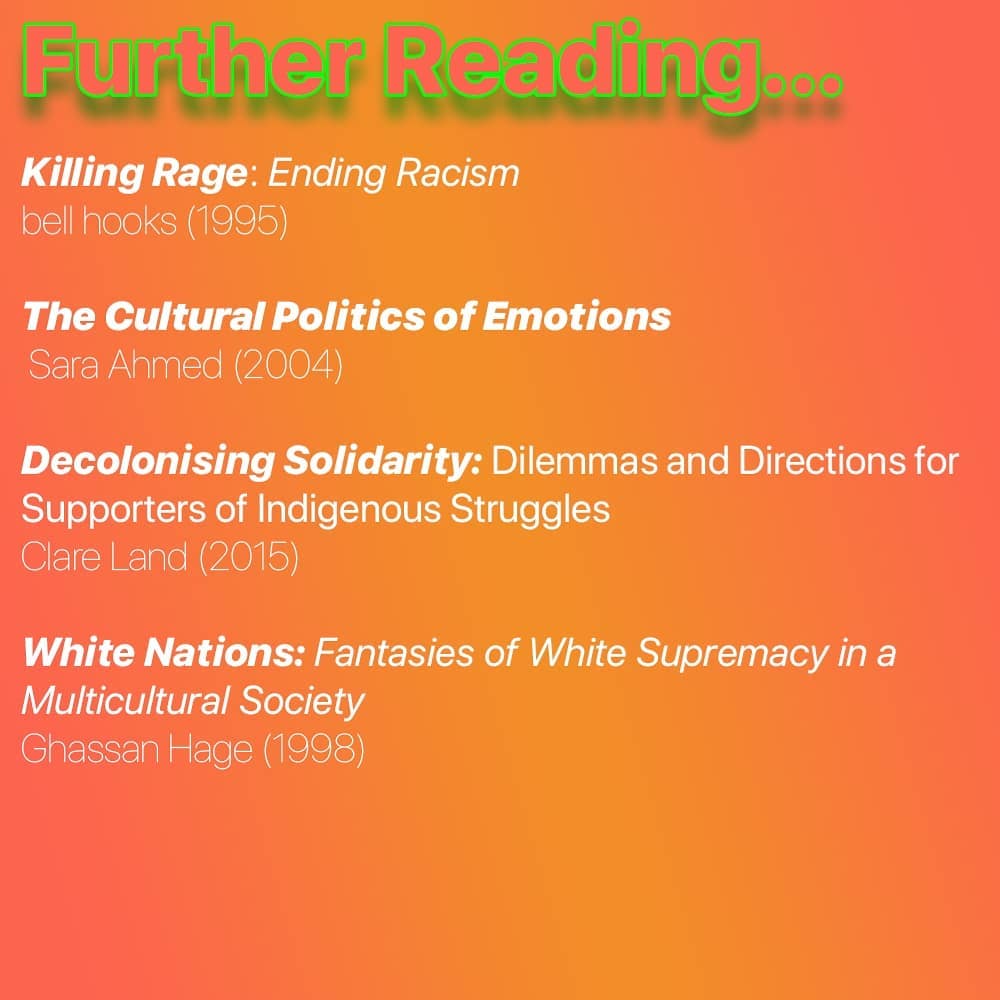 Further Reading...
Killing Rage: Ending Racism
bell hooks (1995)
The Cultural Politics of Emotions
Sara Ahmed (2004)
Decolonising Solidarity: Dilemmas and Directions for
Supporters of Indigenous Struggles
Clare Land (2015)
White Nations: Fantasies of White Supremacy in a
Multicultural Society
Ghassan Hage (1998)